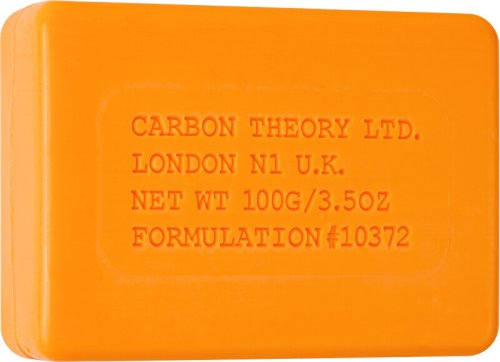 CARBON THEORY LTD.
LONDON N1 U.K.
NET WT 100G/3.5OZ
FORMULATION #10372